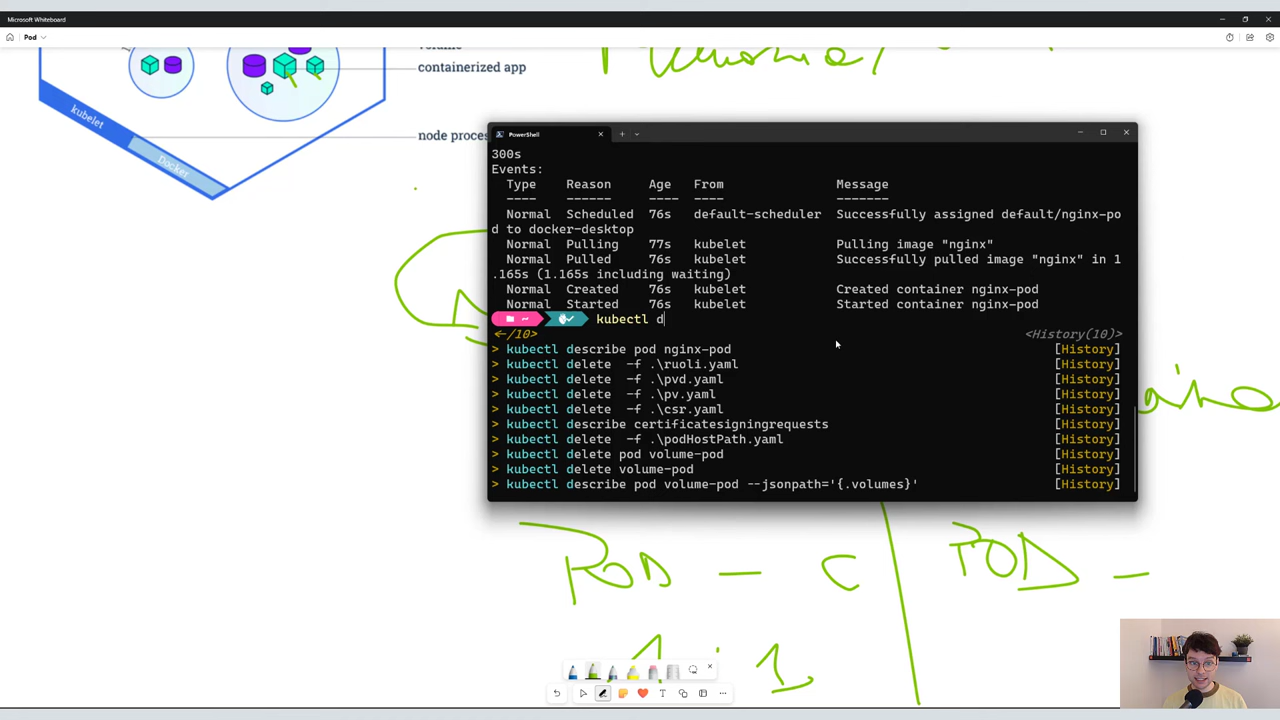 Microsoft Whiteboard
Pod
volume
containerized app
node proces
kubelet
Docker
PowerShell
300s
Events:
Type Reason Age From Message
---- ------ ---- ---- -------
Normal Scheduled 76s default-scheduler Successfully assigned default/nginx-po
d to docker-desktop
Normal Pulling 77s kubelet Pulling image "nginx"
Normal Pulled 76s kubelet Successfully pulled image "nginx" in 1
.165s (1.165s including waiting)
Normal Created 76s kubelet Created container nginx-pod
Normal Started 76s kubelet Started container nginx-pod
~ kubectl d
<-/10> <History(10)>
> kubectl describe pod nginx-pod [History]
> kubectl delete -f .\ruoli.yaml [History]
> kubectl delete -f .\pvd.yaml [History]
> kubectl delete -f .\pv.yaml [History]
> kubectl delete -f .\csr.yaml [History]
> kubectl describe certificatesigningrequests [History]
> kubectl delete -f .\podHostPath.yaml [History]
> kubectl delete pod volume-pod [History]
> kubectl delete volume-pod [History]
> kubectl describe pod volume-pod --jsonpath='{.volumes}' [History]
POD - C POD -
1 : 1